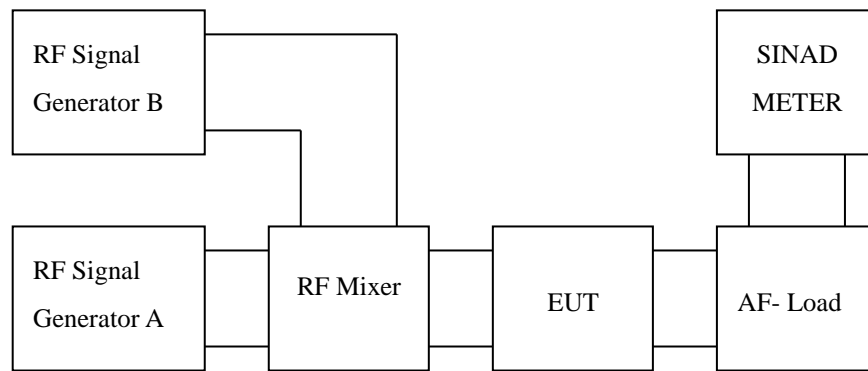 RF Signal
Generator B
SINAD
METER
RF Signal
Generator A
RF Mixer
EUT
AF- Load